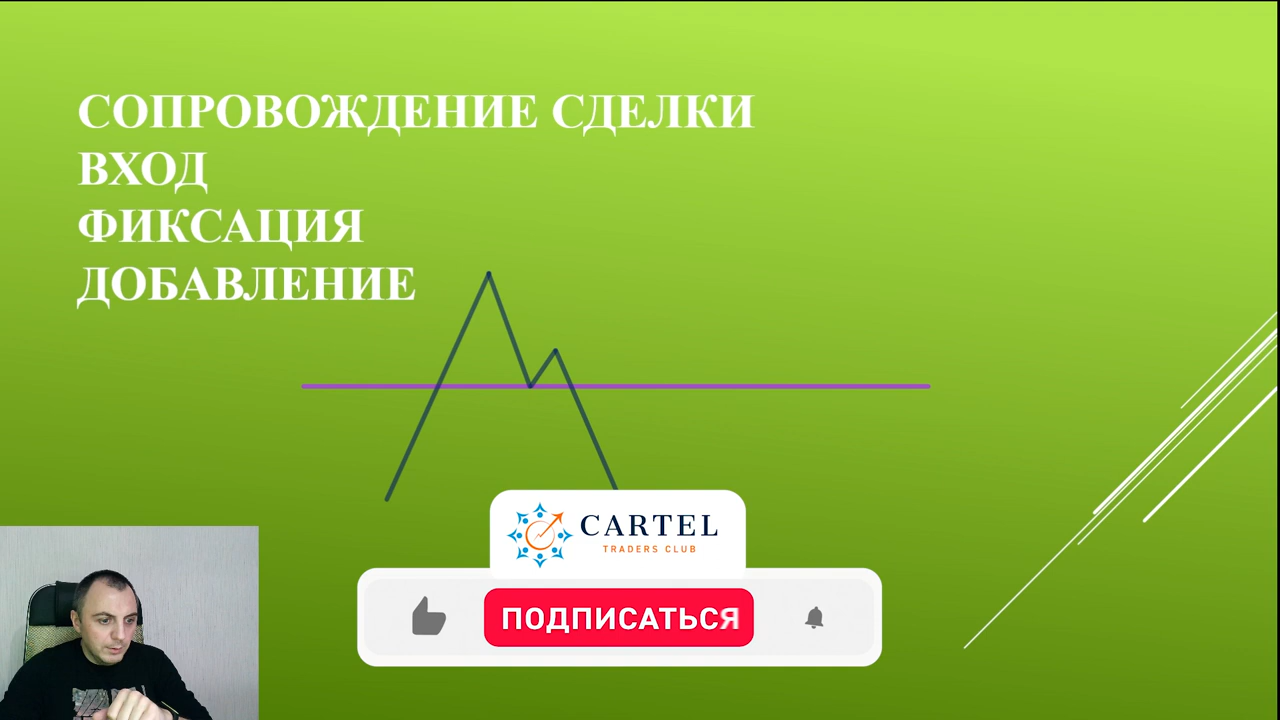 СОПРОВОЖДЕНИЕ СДЕЛКИ
ВХОД
ФИКСАЦИЯ
ДОБАВЛЕНИЕ
CARTEL
TRADERS CLUB
ПОДПИСАТЬСЯ